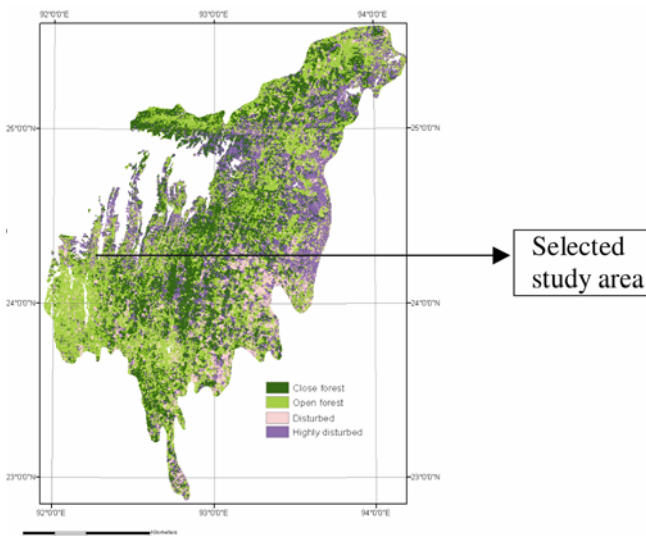 92°0'0"E 93°0'0"E 94°0'0"E
25°0'0"N 25°0'0"N
Selected
study area
24°0'0"N 24°0'0"N
Close forest
Open forest
Disturbed
Highly disturbed
23°0'0"N 23°0'0"N
92°0'0"E 93°0'0"E 94°0'0"E
Kilometers